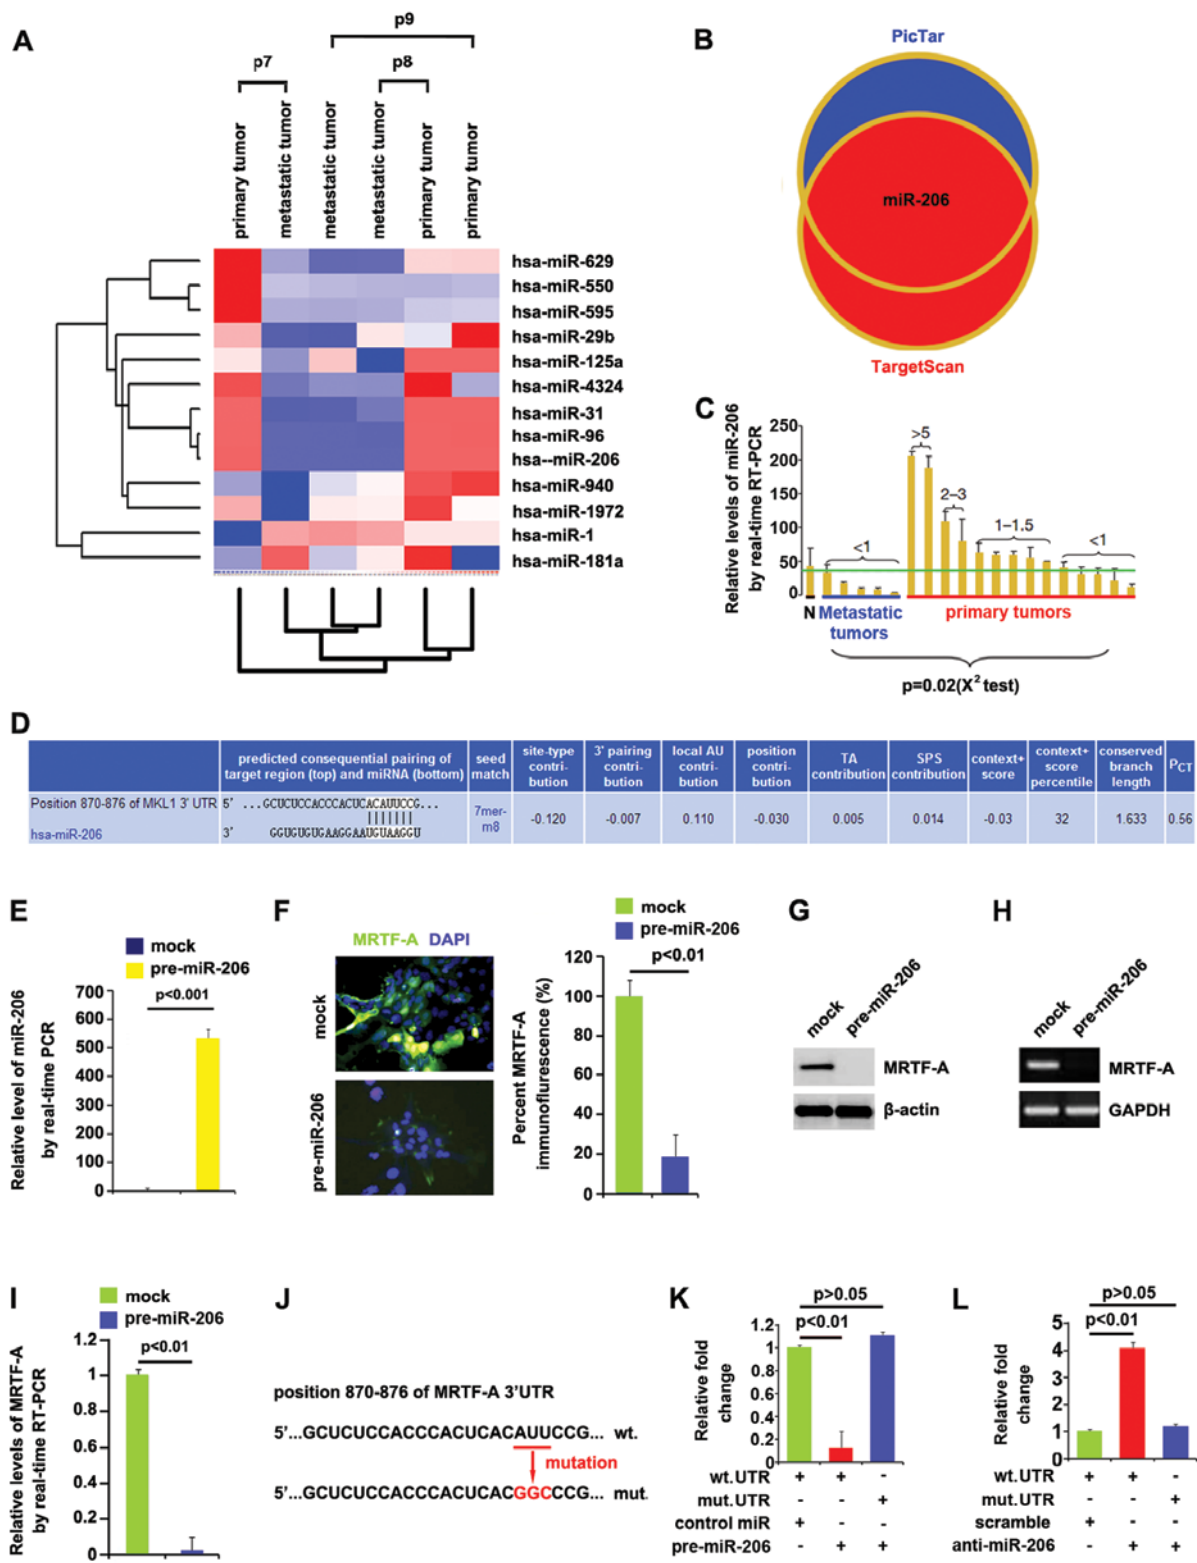 A
p9
p7
p8
primary tumor
metastatic tumor
metastatic tumor
metastatic tumor
primary tumor
primary tumor
hsa-miR-629
hsa-miR-550
hsa-miR-595
hsa-miR-29b
hsa-miR-125a
hsa-miR-4324
hsa-miR-31
hsa-miR-96
hsa--miR-206
hsa-miR-940
hsa-miR-1972
hsa-miR-1
hsa-miR-181a
B
PicTar
miR-206
TargetScan
C
Relative levels of miR-206
by real-time RT-PCR
250
200
150
100
50
0
>5
2–3
1–1.5
<1
<1
N
Metastatic
tumors
primary tumors
p=0.02(X² test)
D
predicted consequential pairing of
target region (top) and miRNA (bottom)
seed
match
site-type
contri-
bution
3' pairing
contri-
bution
local AU
contri-
bution
position
contri-
bution
TA
contribution
SPS
contribution
context+
score
context+
score
percentile
conserved
branch
length
PCT
Position 870-876 of MKL1 3' UTR
5' ...GCUCUCCACCCACUCACAUUCCG...
hsa-miR-206
3' GGUGUGUGAAGGAAUGUAAGGU
7mer-
m8
-0.120
-0.007
0.110
-0.030
0.005
0.014
-0.03
32
1.633
0.56
E
mock
pre-miR-206
p<0.001
Relative level of miR-206
by real-time PCR
700
600
500
400
300
200
100
0
F
MRTF-A DAPI
mock
pre-miR-206
mock
pre-miR-206
p<0.01
Percent MRTF-A
immunoflurescence (%)
120
100
80
60
40
20
0
G
mock
pre-miR-206
MRTF-A
β-actin
H
mock
pre-miR-206
MRTF-A
GAPDH
I
mock
pre-miR-206
p<0.01
Relative levels of MRTF-A
by real-time RT-PCR
1.2
1
0.8
0.6
0.4
0.2
0
J
position 870-876 of MRTF-A 3'UTR
5'...GCUCUCCACCCACUCACAUUCCG... wt.
mutation
5'...GCUCUCCACCCACUCACGGCCCG... mut.
K
p>0.05
p<0.01
Relative fold
change
1.2
1
0.8
0.6
0.4
0.2
0
wt.UTR + + -
mut.UTR - - +
control miR + - -
pre-miR-206 - + +
L
p>0.05
p<0.01
Relative fold
change
5
4
3
2
1
0
wt.UTR + + -
mut.UTR - - +
scramble + - -
anti-miR-206 - + +